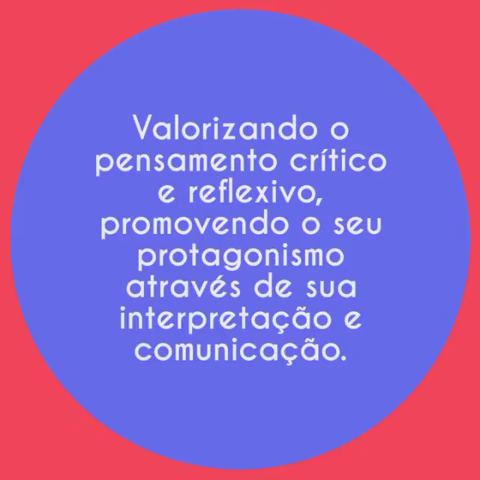 Valorizando o
pensamento crítico
e reflexivo,
promovendo o seu
protagonismo
através de sua
interpretação e
comunicação.